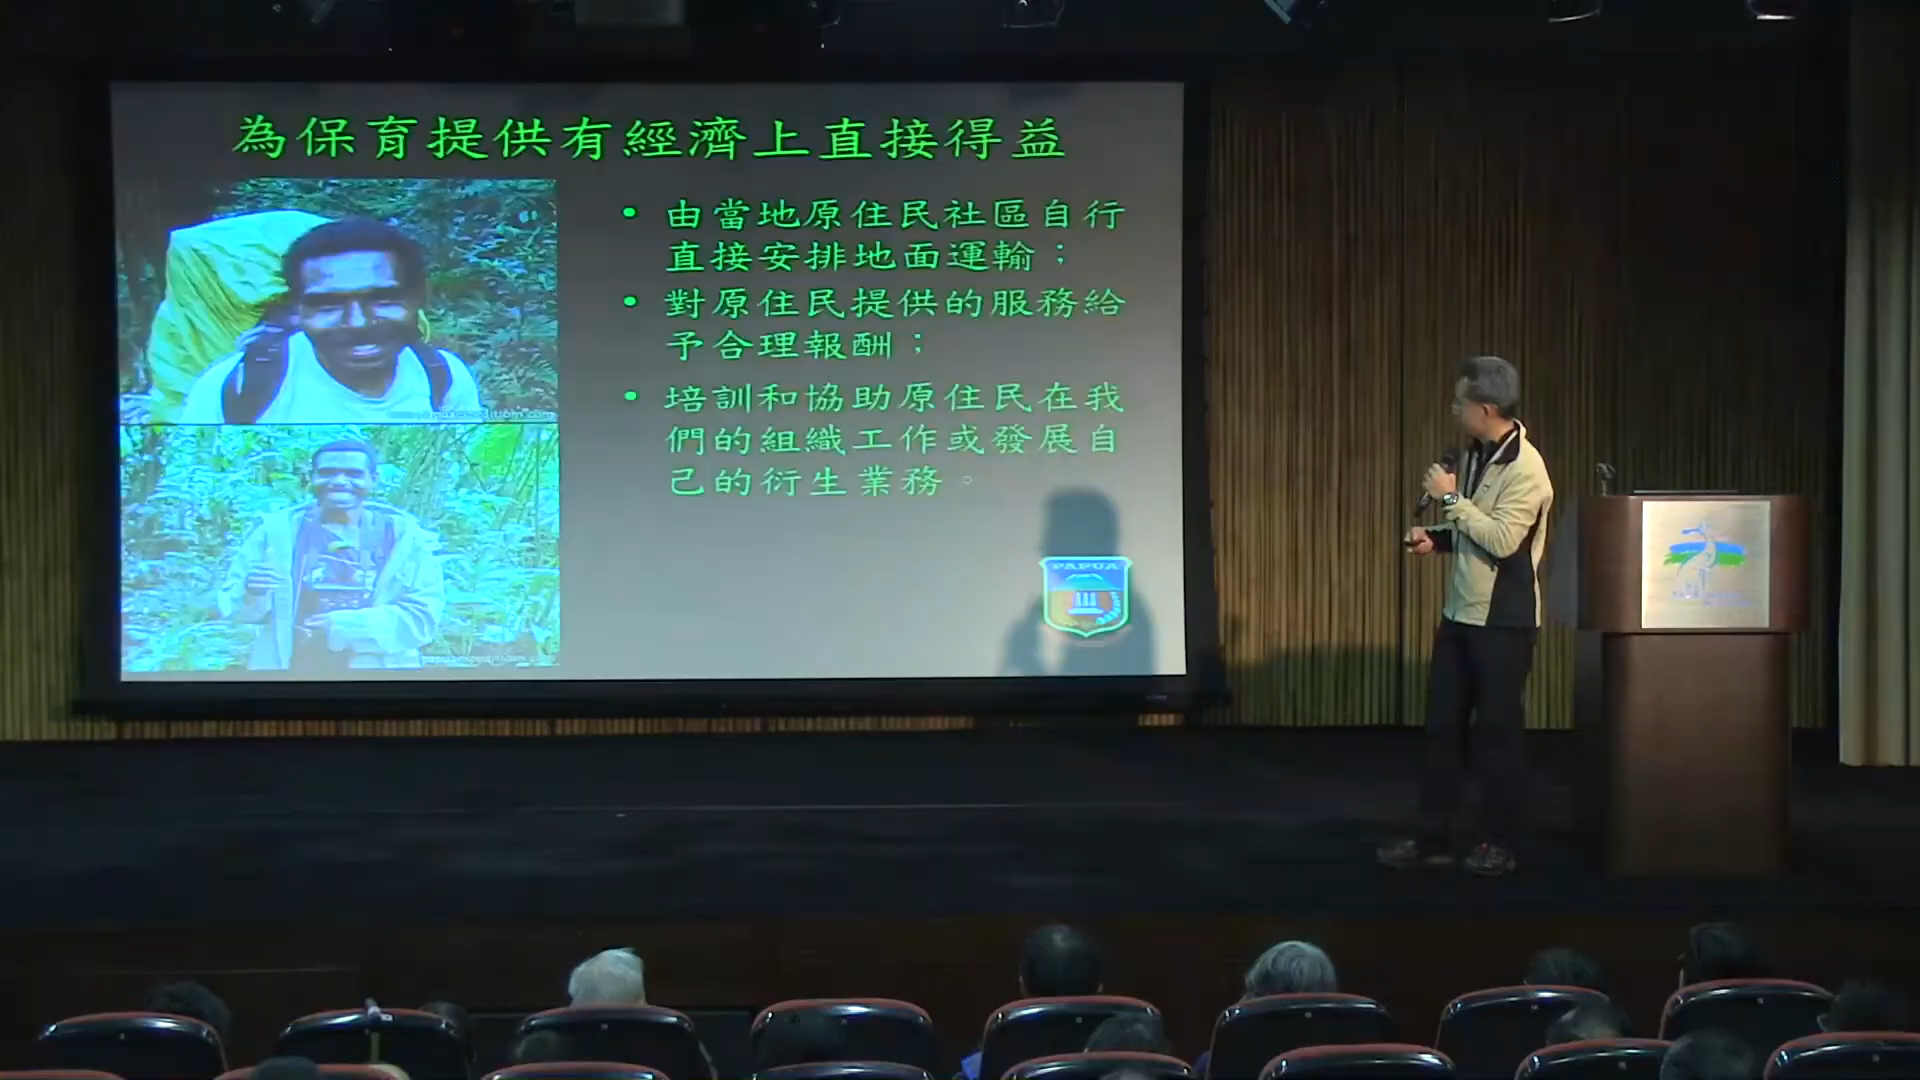 為保育提供有經濟上直接得益
• 由當地原住民社區自行
直接安排地面運輸；
• 對原住民提供的服務給
予合理報酬；
• 培訓和協助原住民在我
們的組織工作或發展自
己的衍生業務。
PAPUA